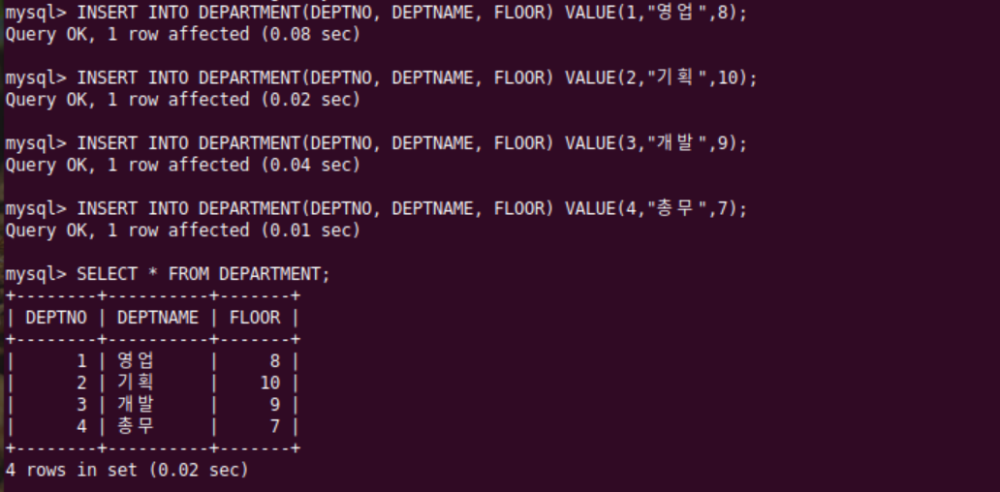 mysql> INSERT INTO DEPARTMENT(DEPTNO, DEPTNAME, FLOOR) VALUE(1,"영업",8);
Query OK, 1 row affected (0.08 sec)
mysql> INSERT INTO DEPARTMENT(DEPTNO, DEPTNAME, FLOOR) VALUE(2,"기획",10);
Query OK, 1 row affected (0.02 sec)
mysql> INSERT INTO DEPARTMENT(DEPTNO, DEPTNAME, FLOOR) VALUE(3,"개발",9);
Query OK, 1 row affected (0.04 sec)
mysql> INSERT INTO DEPARTMENT(DEPTNO, DEPTNAME, FLOOR) VALUE(4,"총무",7);
Query OK, 1 row affected (0.01 sec)
mysql> SELECT * FROM DEPARTMENT;
+--------+----------+-------+
| DEPTNO | DEPTNAME | FLOOR |
+--------+----------+-------+
|      1 | 영업     |     8 |
|      2 | 기획     |    10 |
|      3 | 개발     |     9 |
|      4 | 총무     |     7 |
+--------+----------+-------+
4 rows in set (0.02 sec)